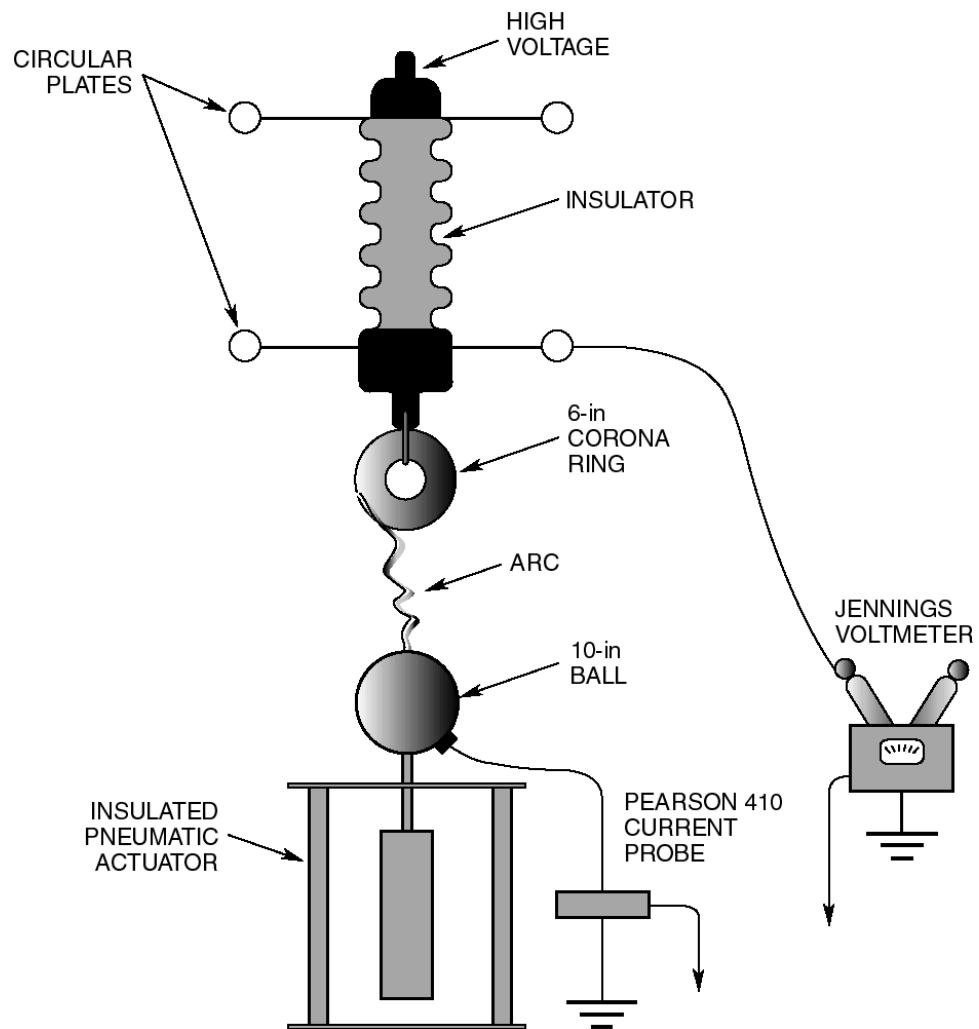 HIGH
VOLTAGE
CIRCULAR
PLATES
INSULATOR
6-in
CORONA
RING
ARC
JENNINGS
VOLTMETER
10-in
BALL
INSULATED
PNEUMATIC
ACTUATOR
PEARSON 410
CURRENT
PROBE